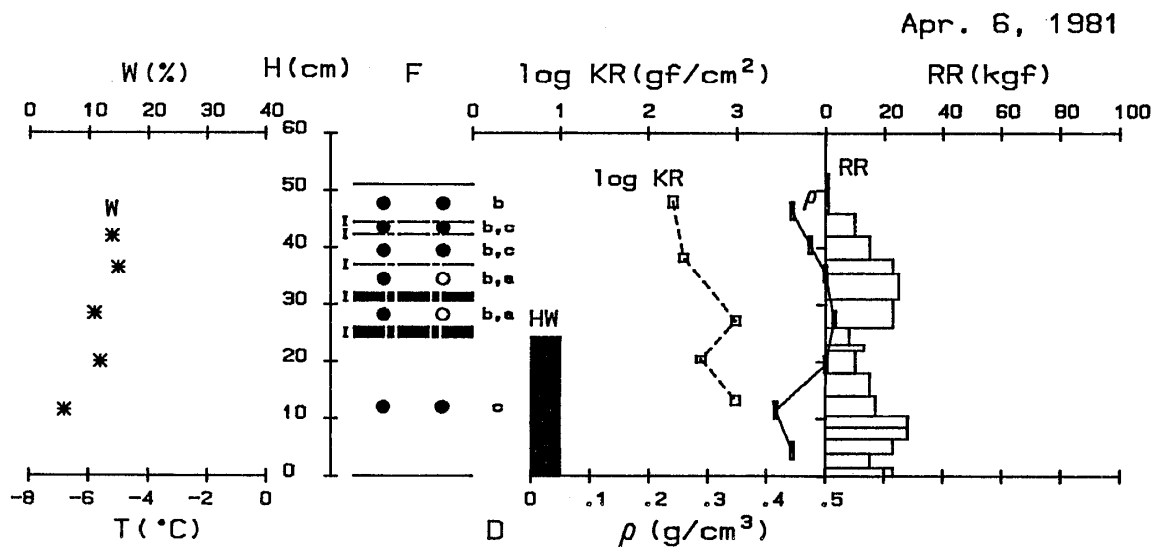 Apr. 6, 1981
W(%) H(cm) F log KR(gf/cm²) RR(kgf)
0 10 20 30 40 0 1 2 3 0 20 40 60 80 100
60
RR
log KR
ρ
50
W
I b
I b,c
40 b,c
I b,a
30 I b,a
HW
I
20
10 c
0
-8 -6 -4 -2 0 0 .1 .2 .3 .4 .5
T(°C) D ρ(g/cm³)